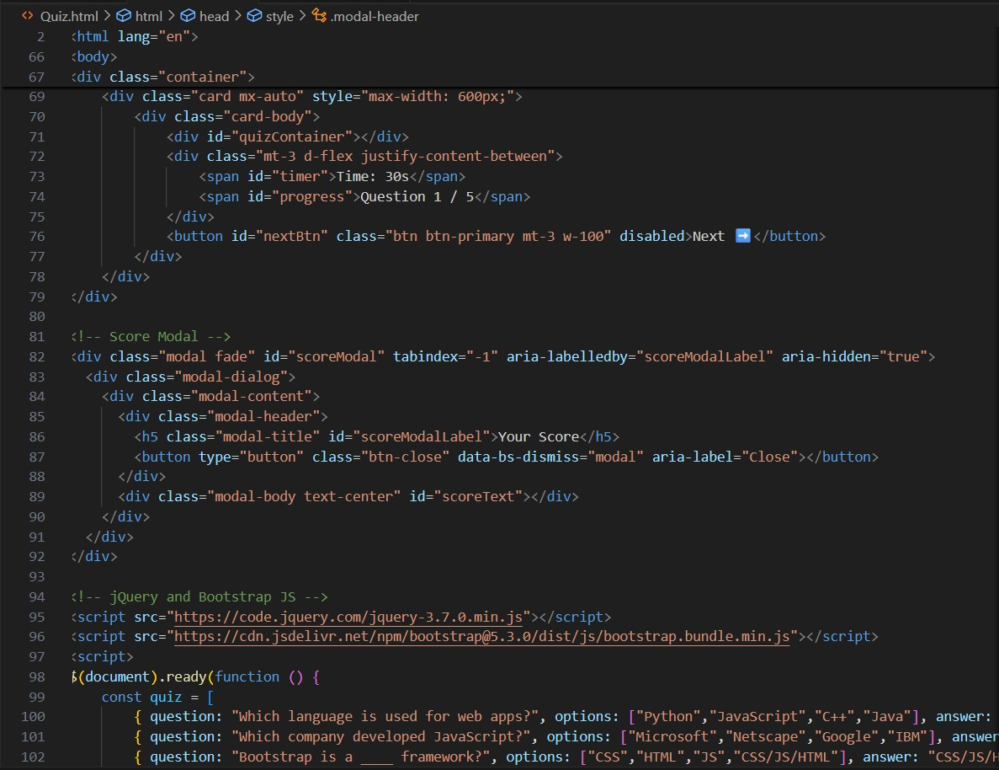 Quiz.html > html > head > style > .modal-header
2 <html lang="en">
66 <body>
67 <div class="container">
69 <div class="card mx-auto" style="max-width: 600px;">
70 <div class="card-body">
71 <div id="quizContainer"></div>
72 <div class="mt-3 d-flex justify-content-between">
73 <span id="timer">Time: 30s</span>
74 <span id="progress">Question 1 / 5</span>
75 </div>
76 <button id="nextBtn" class="btn btn-primary mt-3 w-100" disabled>Next ➡️</button>
77 </div>
78 </div>
79 </div>
80
81 <!-- Score Modal -->
82 <div class="modal fade" id="scoreModal" tabindex="-1" aria-labelledby="scoreModalLabel" aria-hidden="true">
83 <div class="modal-dialog">
84 <div class="modal-content">
85 <div class="modal-header">
86 <h5 class="modal-title" id="scoreModalLabel">Your Score</h5>
87 <button type="button" class="btn-close" data-bs-dismiss="modal" aria-label="Close"></button>
88 </div>
89 <div class="modal-body text-center" id="scoreText"></div>
90 </div>
91 </div>
92 </div>
93
94 <!-- jQuery and Bootstrap JS -->
95 <script src="https://code.jquery.com/jquery-3.7.0.min.js"></script>
96 <script src="https://cdn.jsdelivr.net/npm/bootstrap@5.3.0/dist/js/bootstrap.bundle.min.js"></script>
97 <script>
98 $(document).ready(function () {
99 const quiz = [
100 { question: "Which language is used for web apps?", options: ["Python","JavaScript","C++","Java"], answer:
101 { question: "Which company developed JavaScript?", options: ["Microsoft","Netscape","Google","IBM"], answer
102 { question: "Bootstrap is a ____ framework?", options: ["CSS","HTML","JS","CSS/JS/HTML"], answer: "CSS/JS/H